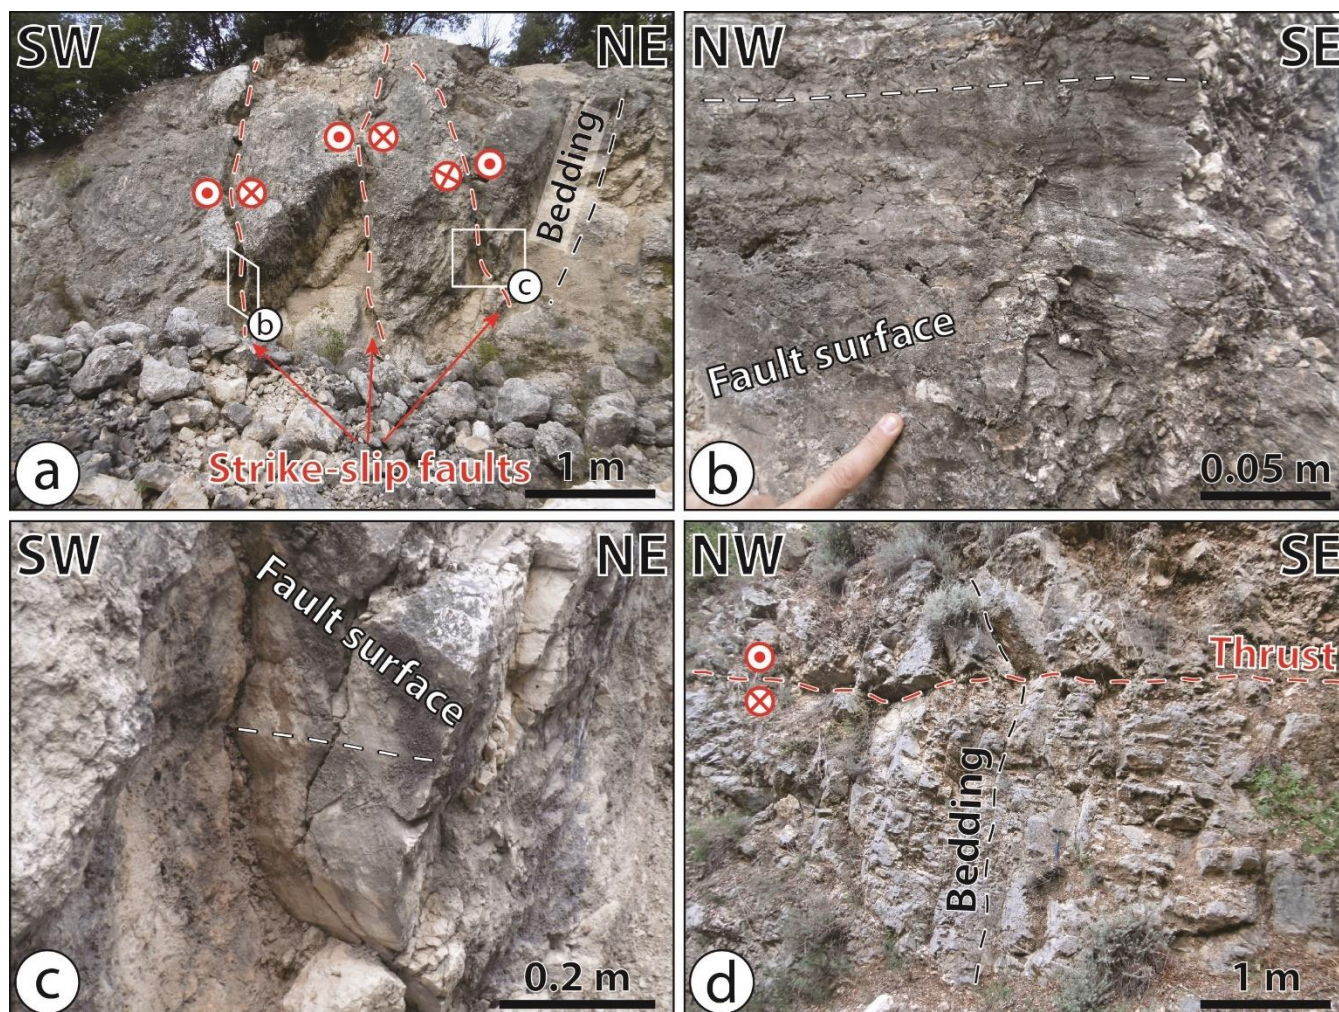 SW
NE
Bedding
b
c
Strike-slip faults
1 m
a
NW
SE
Fault surface
0.05 m
b
SW
NE
Fault surface
0.2 m
c
NW
SE
Thrust
Bedding
1 m
d